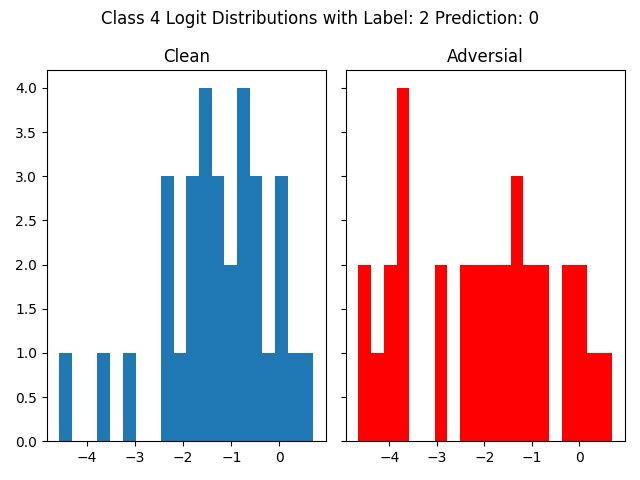 Class 4 Logit Distributions with Label: 2 Prediction: 0
Clean
Adversial
4.0
3.5
3.0
2.5
2.0
1.5
1.0
0.5
0.0
−4 −3 −2 −1 0
−4 −3 −2 −1 0